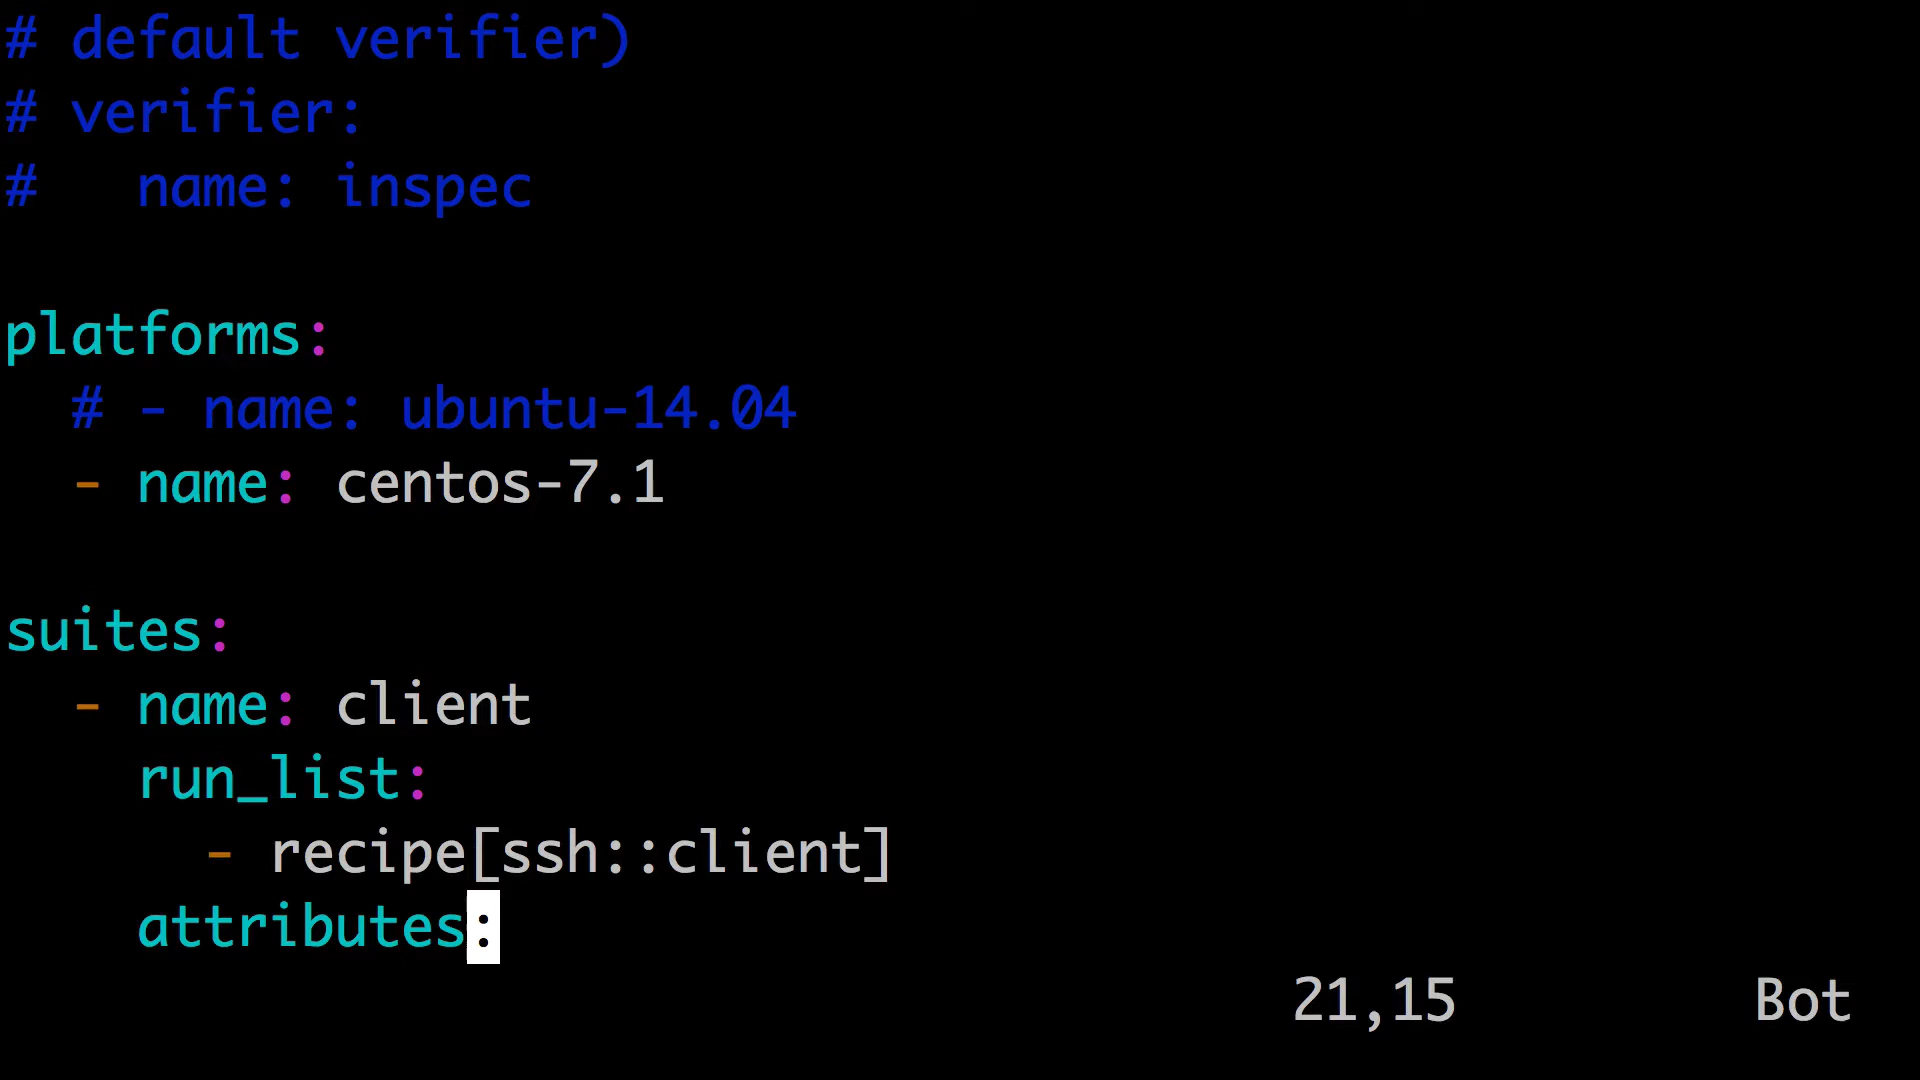 # default verifier)
# verifier:
#   name: inspec

platforms:
  # - name: ubuntu-14.04
  - name: centos-7.1

suites:
  - name: client
    run_list:
      - recipe[ssh::client]
    attributes:
21,15 Bot